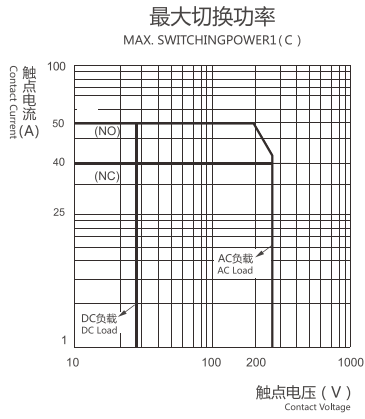 最大切换功率
MAX. SWITCHINGPOWER1(C)
触点电流
Contact Current
(A)
100
50
40
25
1
(NO)
(NC)
AC负载
AC Load
DC负载
DC Load
10
100
200
1000
触点电压(V)
Contact Voltage